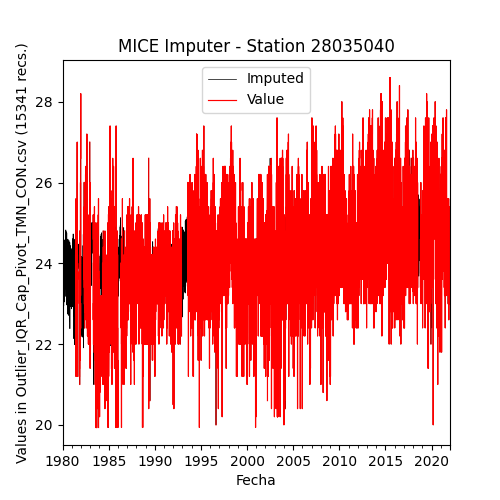 MICE Imputer - Station 28035040
Values in Outlier_IQR_Cap_Pivot_TMN_CON.csv (15341 recs.)
Imputed
Value
28
26
24
22
20
1980 1985 1990 1995 2000 2005 2010 2015 2020
Fecha